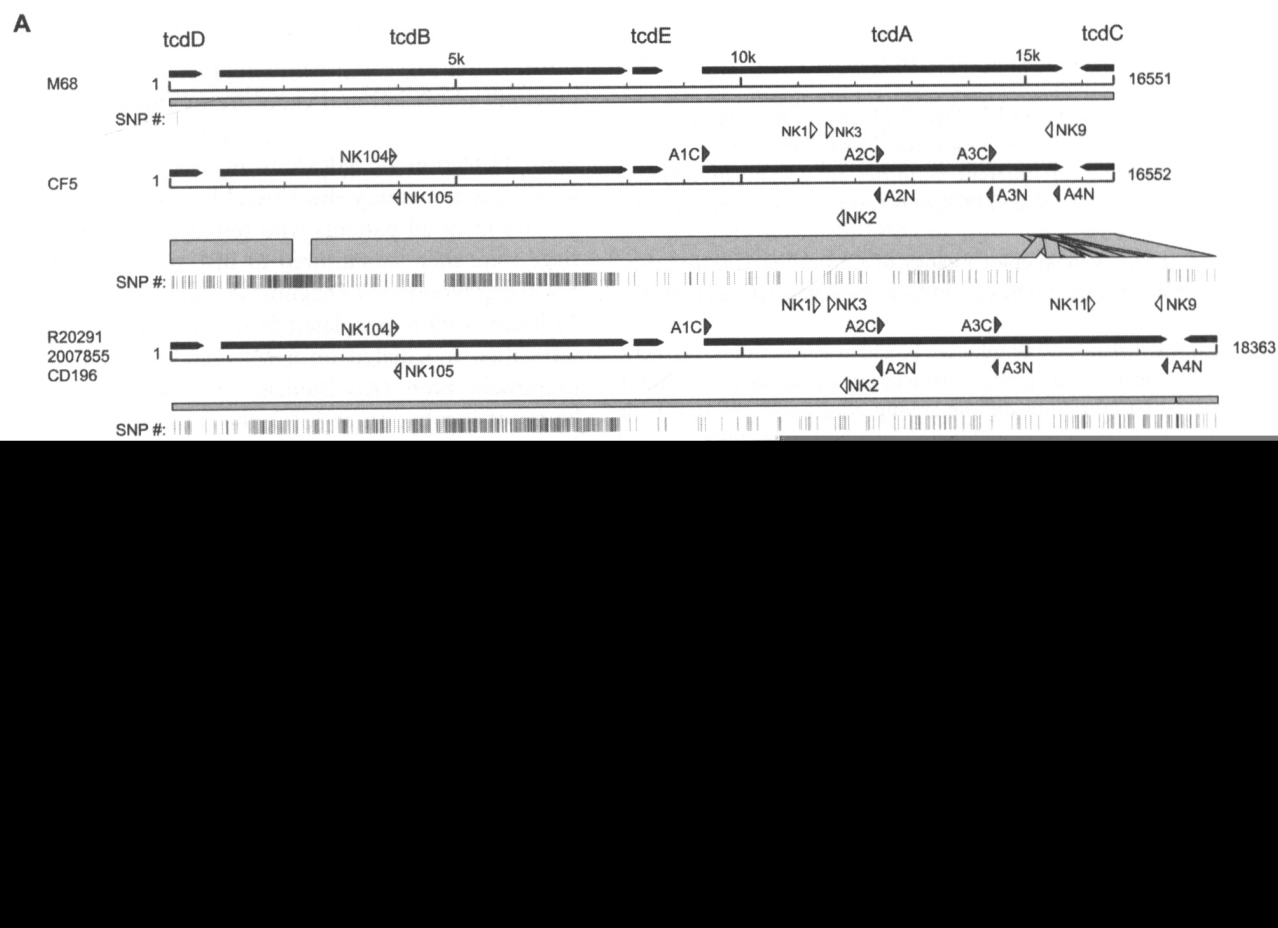 A
tcdD tcdB tcdE tcdA tcdC
5k 10k 15k
M68 1 16551
SNP #:
NK1 NK3 NK9
NK104 A1C A2C A3C
CF5 1 16552
NK105 A2N A3N A4N
NK2
SNP #:
NK1 NK3 NK11 NK9
NK104 A1C A2C A3C
R20291
2007855 1 18363
CD196
NK105 A2N A3N A4N
NK2
SNP #: